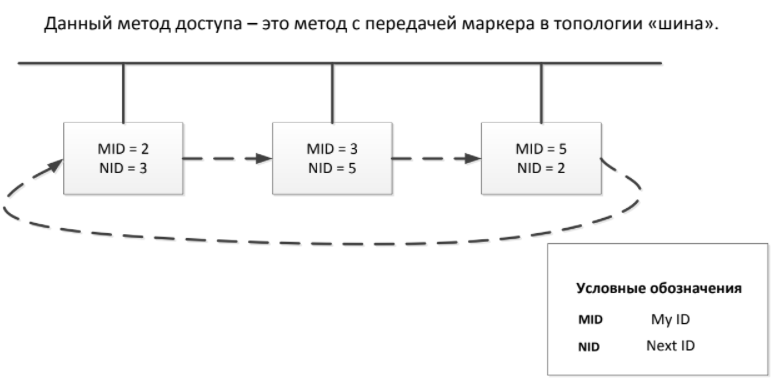 Данный метод доступа – это метод с передачей маркера в топологии «шина».
MID = 2
NID = 3
MID = 3
NID = 5
MID = 5
NID = 2
Условные обозначения
MID My ID
NID Next ID